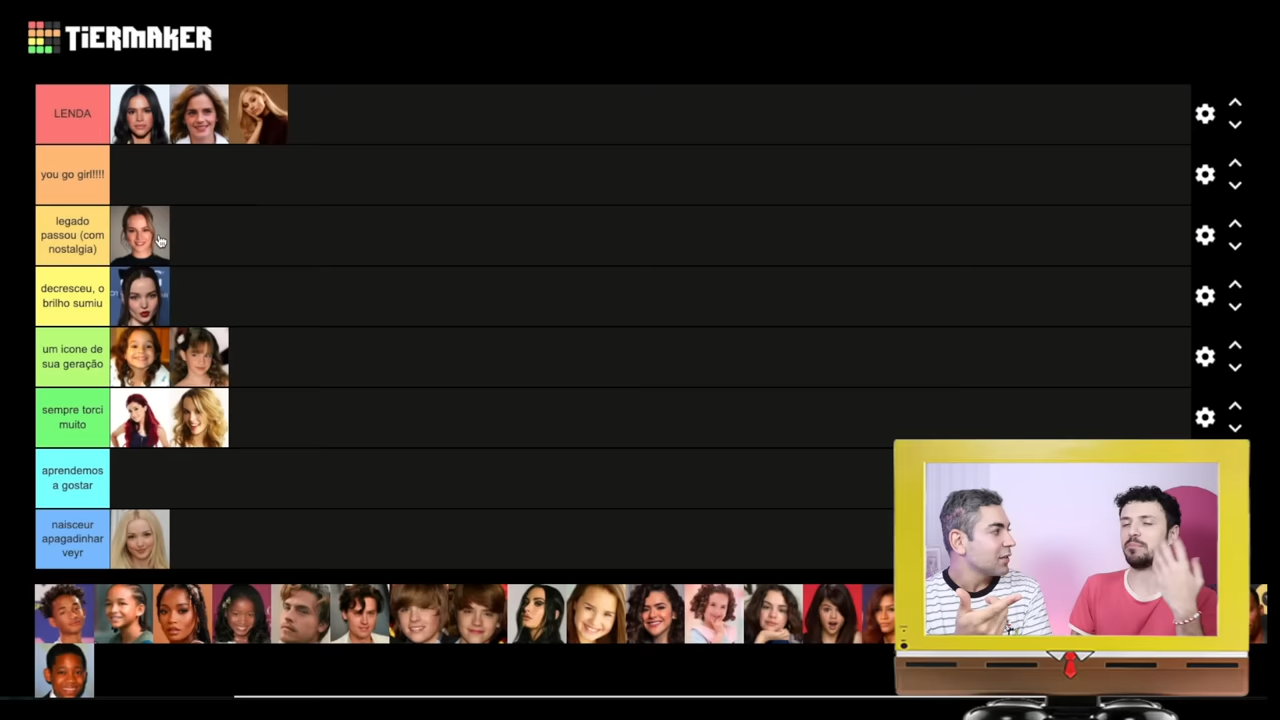 TiERMAKER
LENDA
you go girl!!!!
legado
passou (com
nostalgia)
decresceu, o
brilho sumiu
um icone de
sua geração
sempre torci
muito
aprendemos
a gostar
naisceur
apagadinhar
veyr